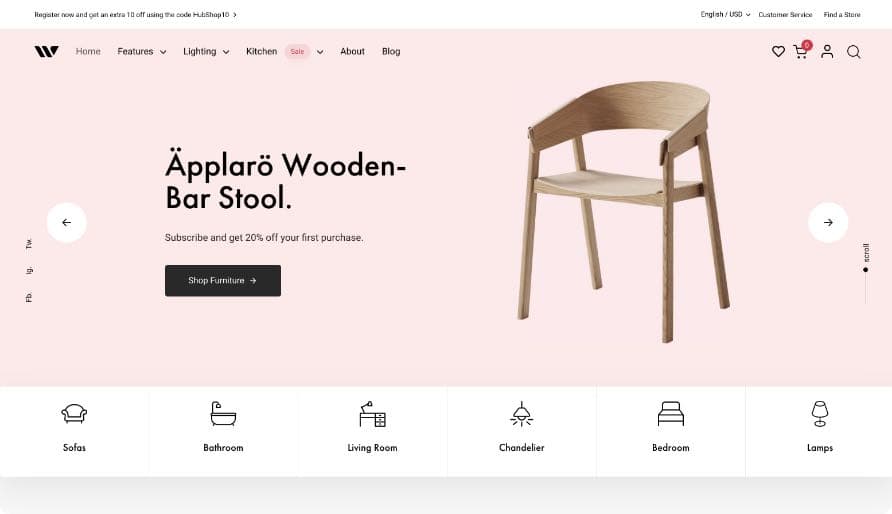 Register now and get an extra 10 off using the code HubShop10
English / USD
Customer Service
Find a Store
Home
Features
Lighting
Kitchen
Sale
About
Blog
0
Äpplarö Wooden-
Bar Stool.
Subscribe and get 20% off your first purchase.
Shop Furniture
Tw.
Ig.
Fb.
scroll
Sofas
Bathroom
Living Room
Chandelier
Bedroom
Lamps